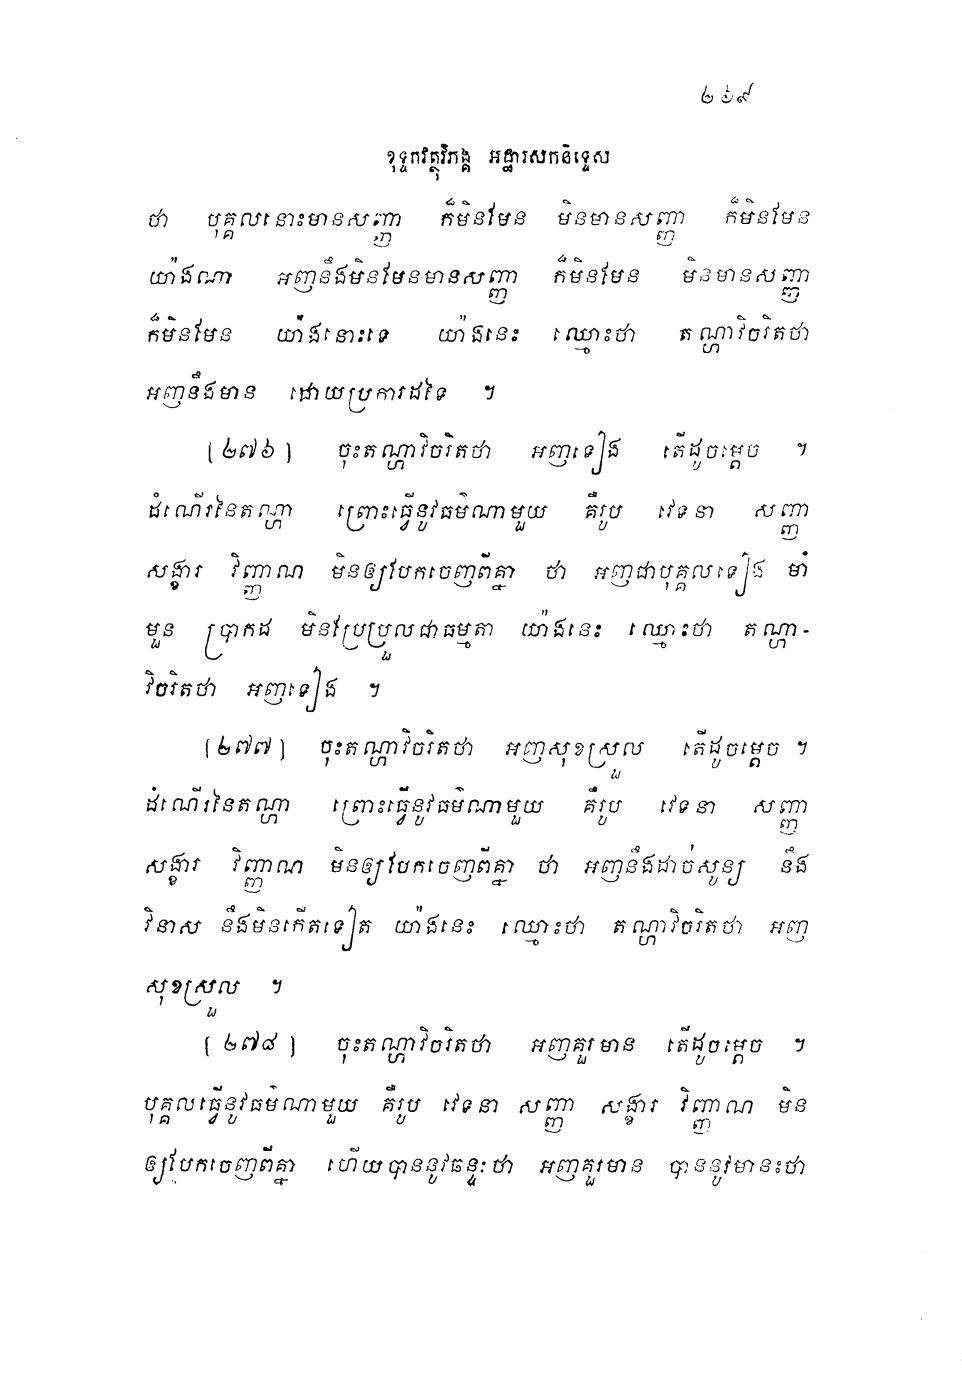 ២៦៩
ខុទ្ទកវត្ថុវិភង្គ អដ្ឋារសកនិទ្ទេស
ថា បុគ្គលនោះមានសញ្ញា ក៏មិនមែន មិនមានសញ្ញា ក៏មិនមែន
យ៉ាងណា អញនឹងមិនមែនមានសញ្ញា ក៏មិនមែន មិនមានសញ្ញា
ក៏មិនមែន យ៉ាងនោះទេ យ៉ាងនេះ ឈ្មោះថា តណ្ហាវិចរិតថា
អញនឹងមាន ដោយប្រការដទៃ ។
[២៧៦] ចុះតណ្ហាវិចរិតថា អញទៀង តើដូចម្តេច ។
ដំណើរនៃតណ្ហា ព្រោះធ្វើនូវធម៌ណាមួយ គឺរូប វេទនា សញ្ញា
សង្ខារ វិញ្ញាណ មិនឲ្យបែកចេញពីគ្នា ថា អញជាបុគ្គលទៀង មាំ
មួន ប្រាកដ មិនប្រែប្រួលជាធម្មតា យ៉ាងនេះ ឈ្មោះថា តណ្ហា-
វិចរិតថា អញទៀង ។
[២៧៧] ចុះតណ្ហាវិចរិតថា អញសុខស្រួល តើដូចម្តេច ។
ដំណើរនៃតណ្ហា ព្រោះធ្វើនូវធម៌ណាមួយ គឺរូប វេទនា សញ្ញា
សង្ខារ វិញ្ញាណ មិនឲ្យបែកចេញពីគ្នា ថា អញនឹងដាច់សូន្យ នឹង
វិនាស នឹងមិនកើតទៀត យ៉ាងនេះ ឈ្មោះថា តណ្ហាវិចរិតថា អញ
សុខស្រួល ។
[២៧៨] ចុះតណ្ហាវិចរិតថា អញគួរមាន តើដូចម្តេច ។
បុគ្គលធ្វើនូវធម៌ណាមួយ គឺរូប វេទនា សញ្ញា សង្ខារ វិញ្ញាណ មិន
ឲ្យបែកចេញពីគ្នា ហើយបាននូវឆន្ទៈថា អញគួរមាន បាននូវមានះថា